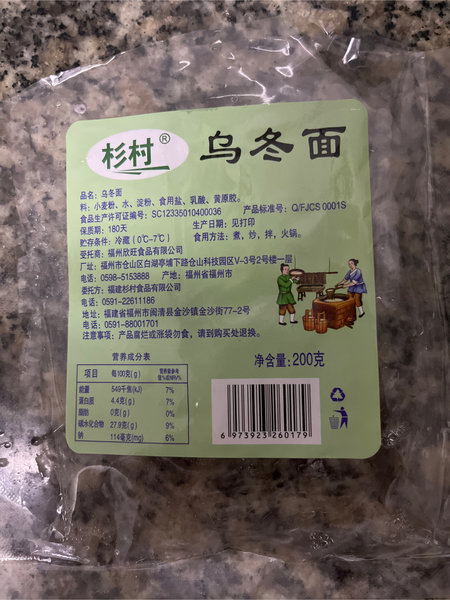 杉村®
乌冬面
品名：乌冬面
料：小麦粉、水、淀粉、食用盐、乳酸、黄原胶。
食品生产许可证编号：SC12335010400036 产品标准号：Q/FJCS 0001S
保质期：180天 生产日期：见打印
贮存条件：冷藏（0℃-7℃） 食用方法：煮，炒，拌，火锅。
受托商：福州欣旺食品有限公司
厂址：福州市仓山区白湖亭埔下路仓山科技园区V-3号2号楼一层
电话：0598-5153888 产地：福建省福州市
委托方：福建杉村食品有限公司
电话：0591-22611186
地址：福建省福州市闽清县金沙镇金沙街77-2号
电话：0591-88001701
注意事项：产品腐烂或涨袋勿食，请到购买处退换。
营养成分表
项目 每100克(g) 营养素参考值%或NRV%
能量 549千焦(kJ) 7%
蛋白质 4.4克(g) 7%
脂肪 0克(g) 0%
碳水化合物 27.9克(g) 9%
钠 114毫克(mg) 6%
净含量:200克
6 973923 260179